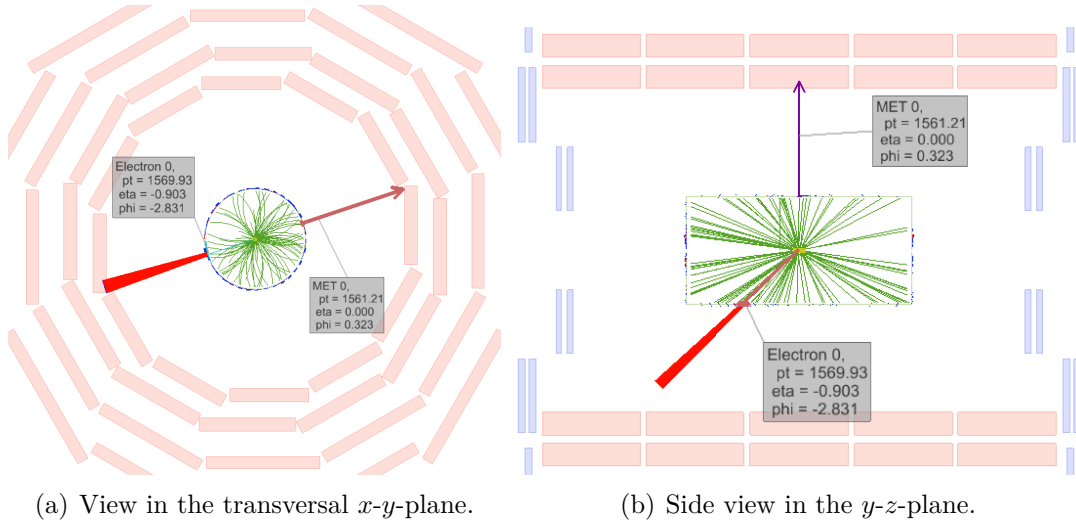 Electron 0,
pt = 1569.93
eta = -0.903
phi = -2.831
MET 0,
pt = 1561.21
eta = 0.000
phi = 0.323
MET 0,
pt = 1561.21
eta = 0.000
phi = 0.323
Electron 0,
pt = 1569.93
eta = -0.903
phi = -2.831
(a) View in the transversal x-y-plane.
(b) Side view in the y-z-plane.